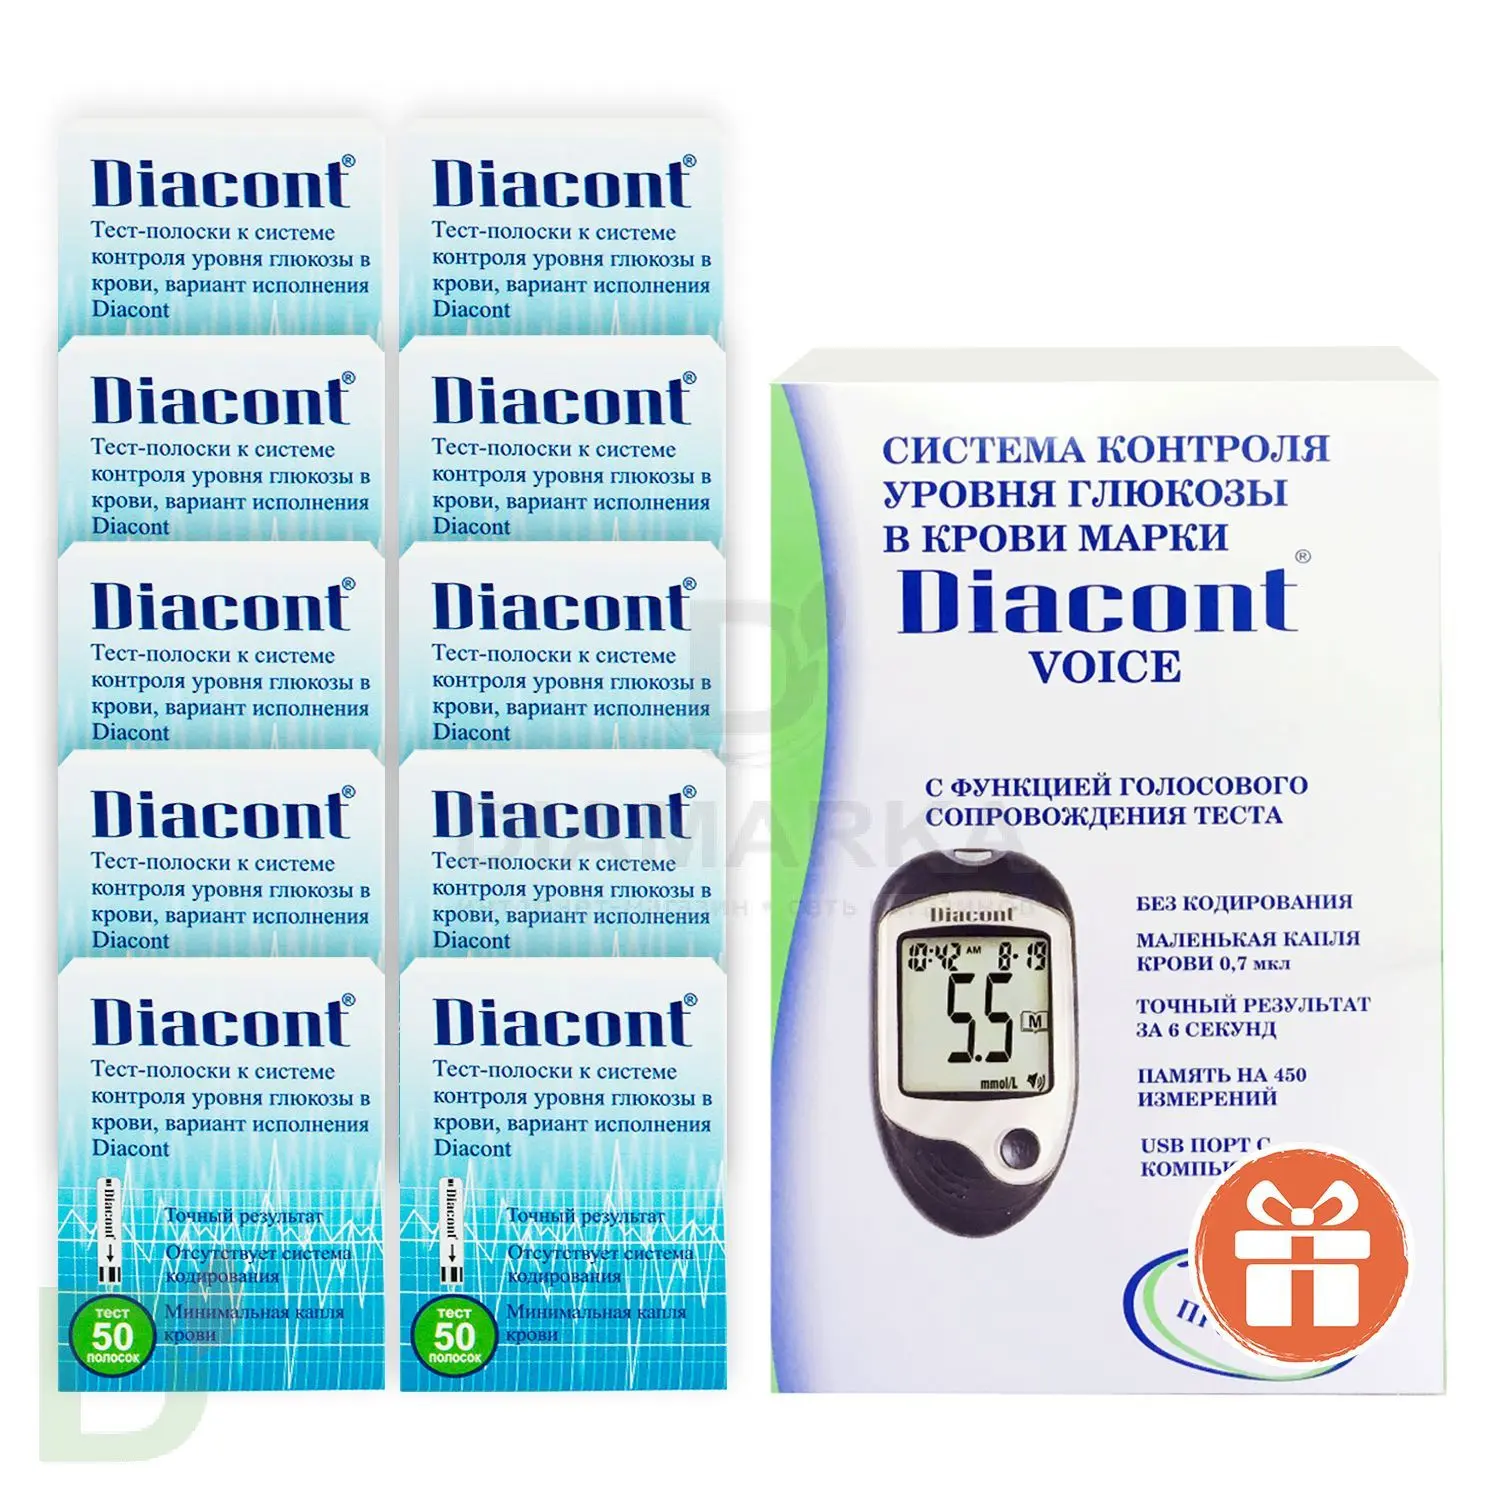 Diacont®
Тест-полоски к системе
контроля уровня глюкозы в
крови, вариант исполнения
Diacont
Diacont®
Тест-полоски к системе
контроля уровня глюкозы в
крови, вариант исполнения
Diacont
Diacont®
Тест-полоски к системе
контроля уровня глюкозы в
крови, вариант исполнения
Diacont
Diacont®
Тест-полоски к системе
контроля уровня глюкозы в
крови, вариант исполнения
Diacont
Diacont®
Тест-полоски к системе
контроля уровня глюкозы в
крови, вариант исполнения
Diacont
Diacont
Точный результат
Отсутствует система
кодирования
Минимальная капля
крови
тест
50
полосок
Diacont®
Тест-полоски к системе
контроля уровня глюкозы в
крови, вариант исполнения
Diacont
Diacont®
Тест-полоски к системе
контроля уровня глюкозы в
крови, вариант исполнения
Diacont
Diacont®
Тест-полоски к системе
контроля уровня глюкозы в
крови, вариант исполнения
Diacont
Diacont®
Тест-полоски к системе
контроля уровня глюкозы в
крови, вариант исполнения
Diacont
Diacont®
Тест-полоски к системе
контроля уровня глюкозы в
крови, вариант исполнения
Diacont
Diacont
Точный результат
Отсутствует система
кодирования
Минимальная капля
крови
тест
50
полосок
СИСТЕМА КОНТРОЛЯ
УРОВНЯ ГЛЮКОЗЫ
В КРОВИ МАРКИ
Diacont®
VOICE
С ФУНКЦИЕЙ ГОЛОСОВОГО
СОПРОВОЖДЕНИЯ ТЕСТА
Diacont
10:42 AM 8-19
5.5
M
mmol/L
БЕЗ КОДИРОВАНИЯ
МАЛЕНЬКАЯ КАПЛЯ
КРОВИ 0,7 мкл
ТОЧНЫЙ РЕЗУЛЬТАТ
ЗА 6 СЕКУНД
ПАМЯТЬ НА 450
ИЗМЕРЕНИЙ
USB ПОРТ С
DIAMARKA
интернет-магазин • сеть магазинов